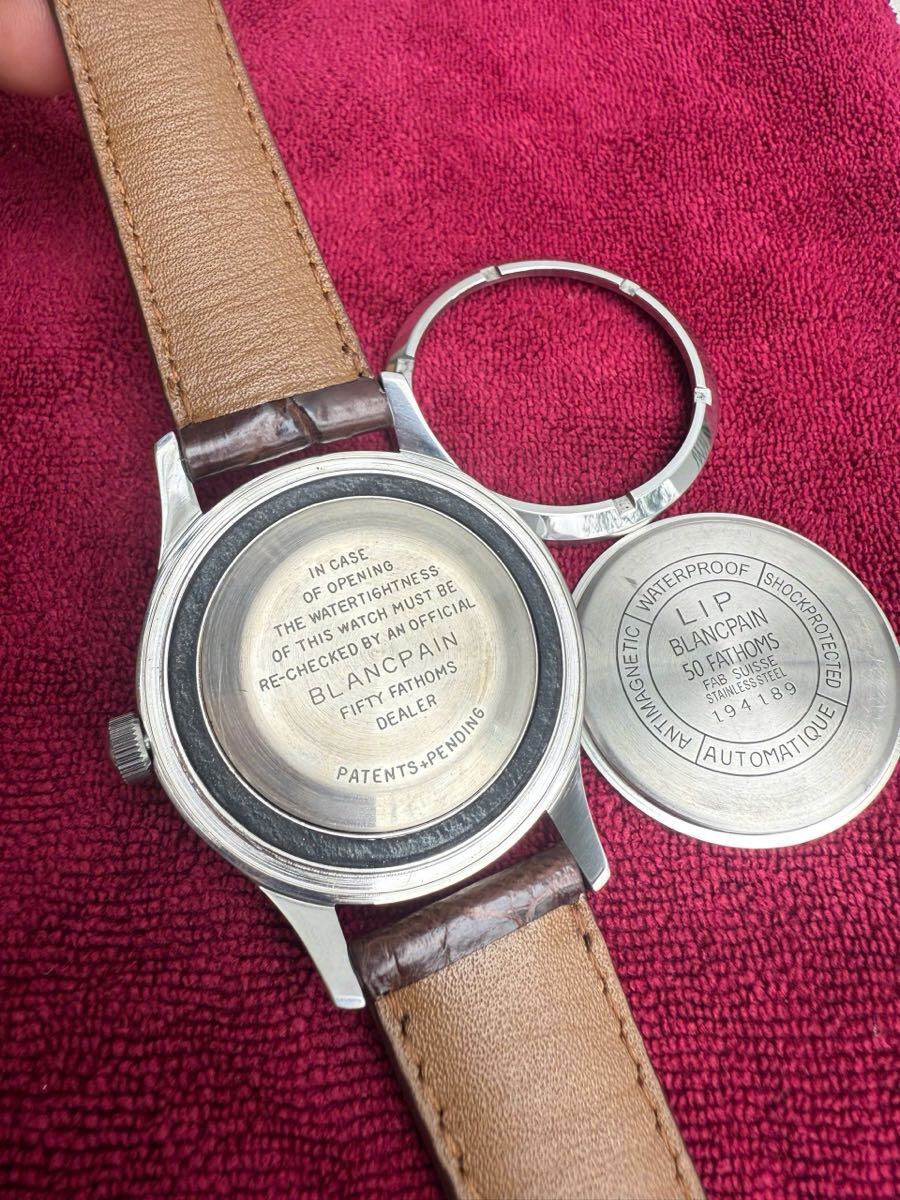 IN CASE
OF OPENING
THE WATERTIGHTNESS
OF THIS WATCH MUST BE
RE-CHECKED BY AN OFFICIAL
BLANCPAIN
FIFTY FATHOMS
DEALER
PATENTS+PENDING
WATERPROOF
SHOCKPROTECTED
AUTOMATIQUE
ANTIMAGNETIC
LIP
BLANCPAIN
50 FATHOMS
FAB SUISSE
STAINLESS STEEL
194189